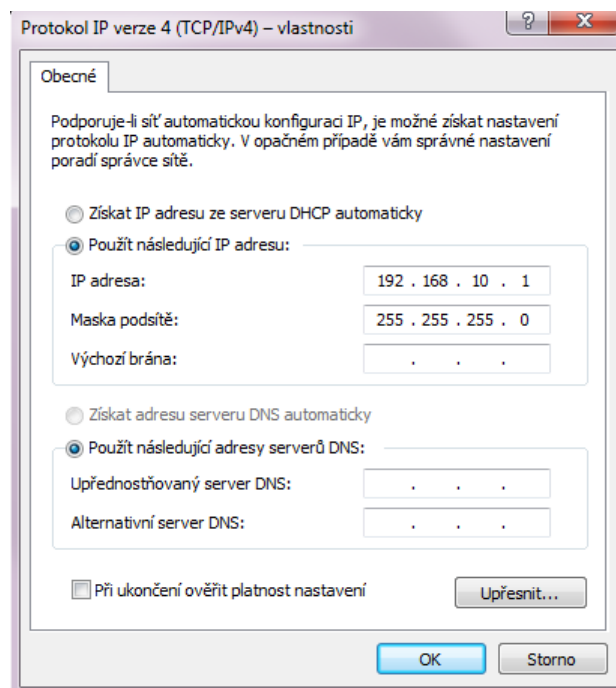 Protokol IP verze 4 (TCP/IPv4) – vlastnosti
Obecné
Podporuje-li síť automatickou konfiguraci IP, je možné získat nastavení
protokolu IP automaticky. V opačném případě vám správné nastavení
poradí správce sítě.
Získat IP adresu ze serveru DHCP automaticky
Použít následující IP adresu:
IP adresa: 192 . 168 . 10 . 1
Maska podsítě: 255 . 255 . 255 . 0
Výchozí brána: . . .
Získat adresu serveru DNS automaticky
Použít následující adresy serverů DNS:
Upřednostňovaný server DNS: . . .
Alternativní server DNS: . . .
Při ukončení ověřit platnost nastavení Upřesnit...
OK Storno